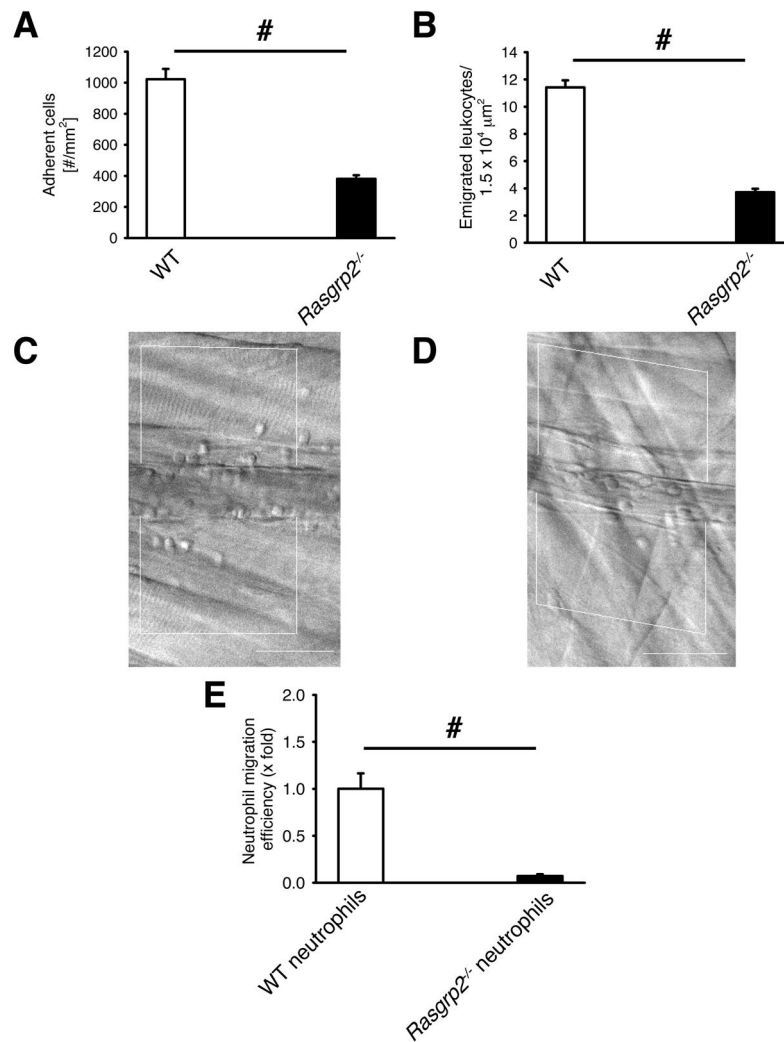 A
#
1200
1000
800
600
400
200
0
Adherent cells
[#/mm²]
WT
Rasgrp2⁻/⁻
B
#
14
12
10
8
6
4
2
0
Emigrated leukocytes/
1.5 x 10⁴ μm²
WT
Rasgrp2⁻/⁻
C
D
E
#
2.0
1.5
1.0
0.5
0.0
Neutrophil migration
efficiency (x fold)
WT neutrophils
Rasgrp2⁻/⁻ neutrophils